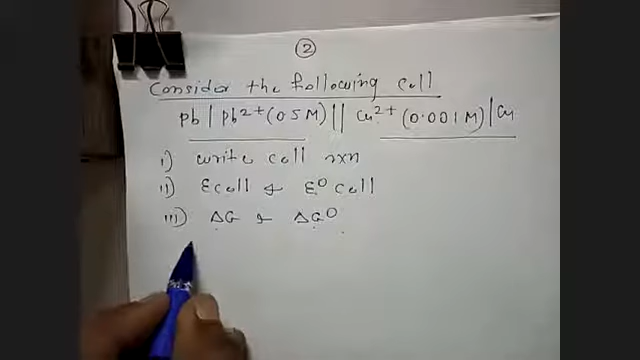 ②
Consider the following cell
Pb | Pb2+ (0.5M) || Cu2+ (0.001M) | Cu
i) write cell rxn
ii) Ecell & E° cell
iii) ΔG & ΔG°